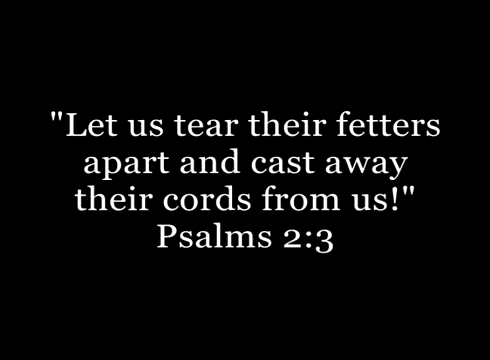 "Let us tear their fetters
apart and cast away
their cords from us!"
Psalms 2:3